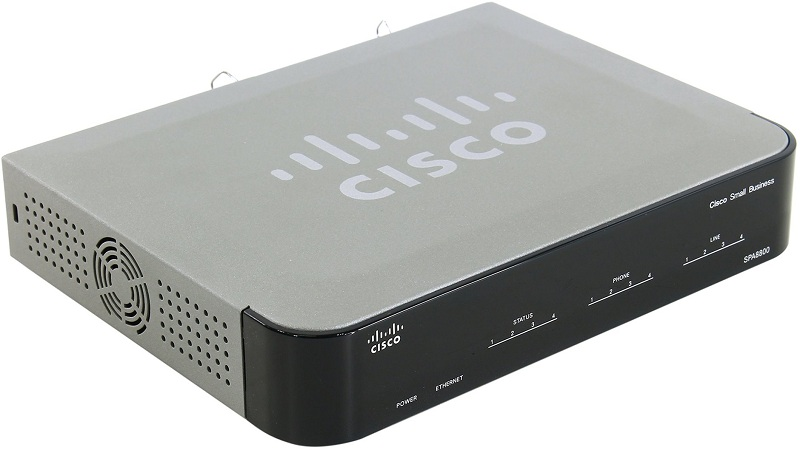 CISCO
Cisco Small Business
SPA8800
LINE
1 2 3 4
PHONE
1 2 3 4
STATUS
1 2 3 4
CISCO
POWER
ETHERNET